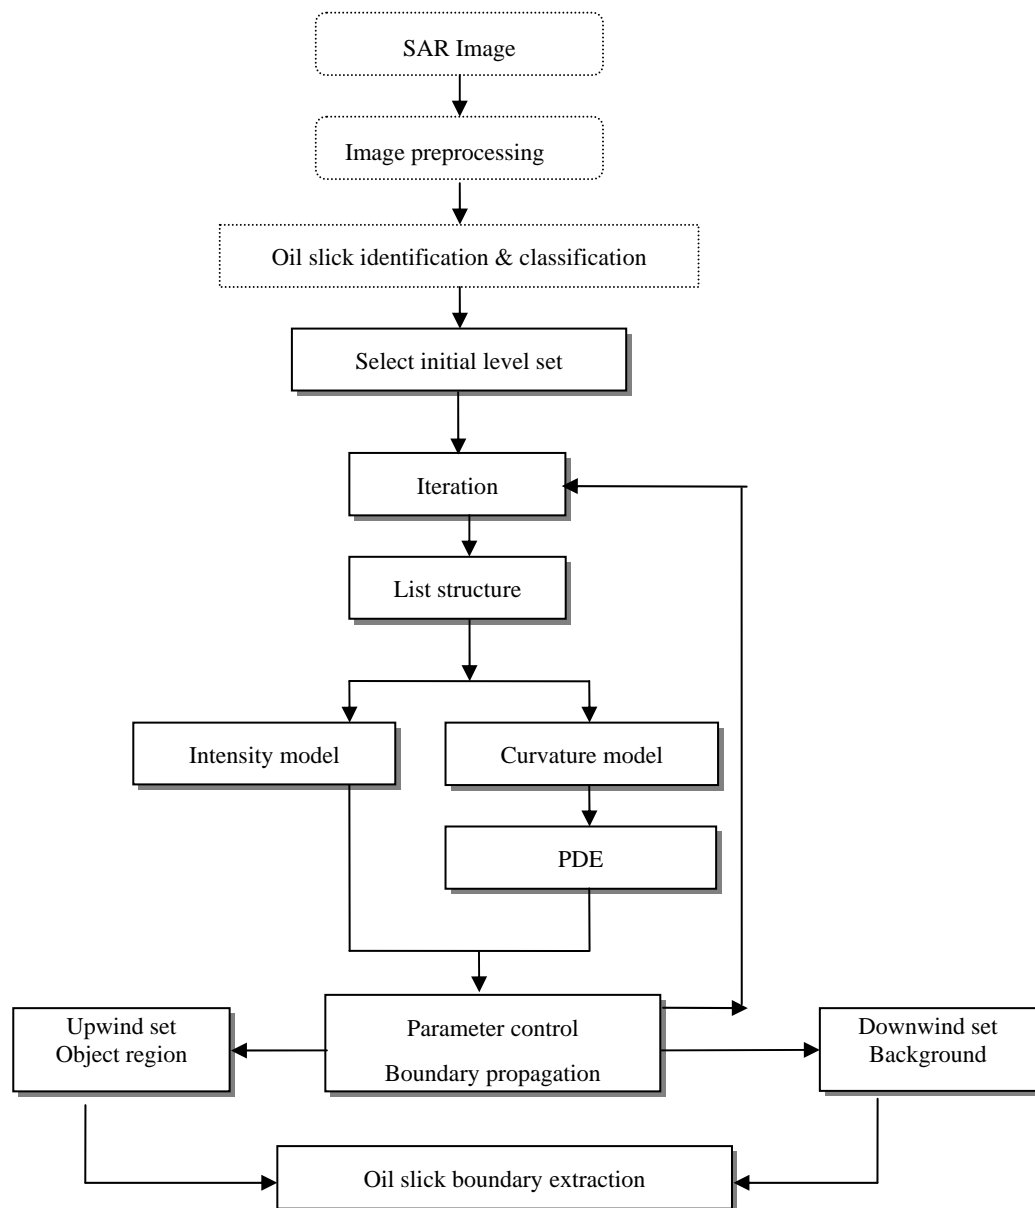 SAR Image
Image preprocessing
Oil slick identification & classification
Select initial level set
Iteration
List structure
Intensity model
Curvature model
PDE
Upwind set
Object region
Parameter control
Boundary propagation
Downwind set
Background
Oil slick boundary extraction